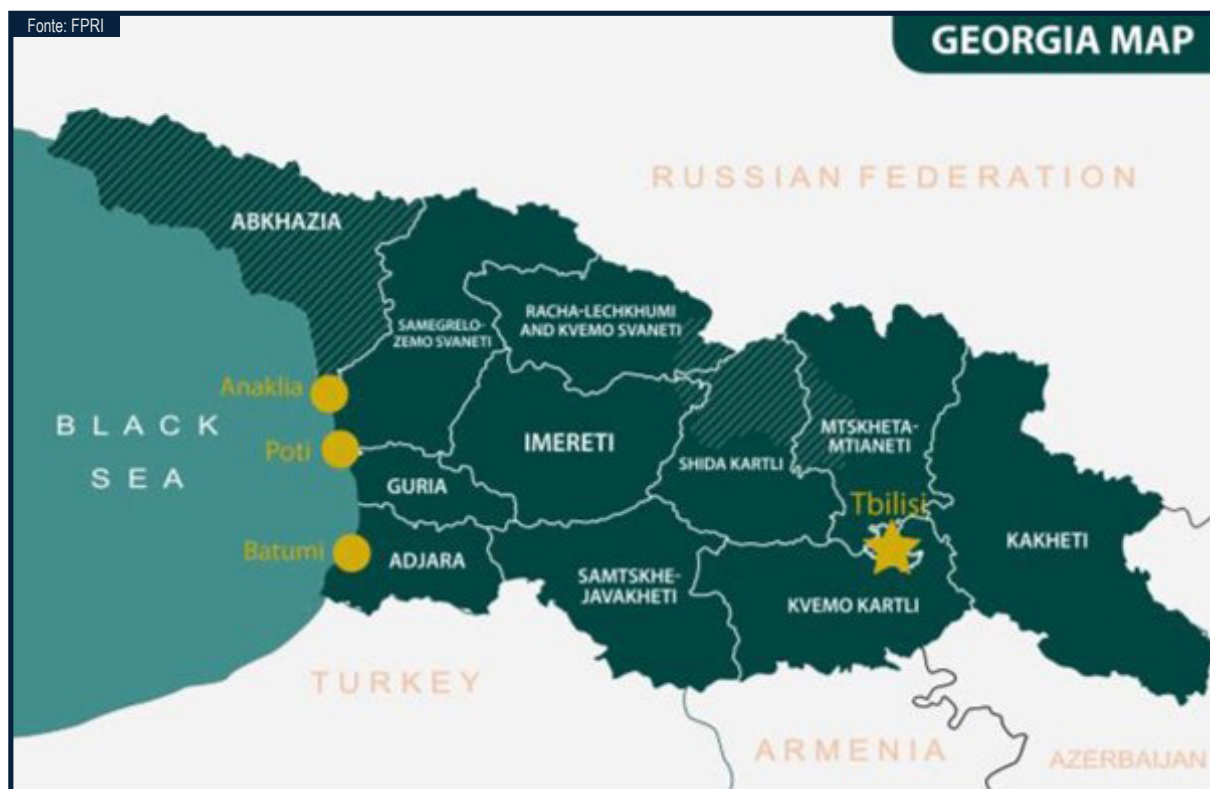 Fonte: FPRI
GEORGIA MAP
RUSSIAN FEDERATION
ABKHAZIA
RACHA-LECHKHUMI
AND KVEMO SVANETI
SAMEGRELO-
ZEMO SVANETI
Anaklia
BLACK
SEA
Poti
IMERETI
MTSKHETA-
MTIANETI
SHIDA KARTLI
GURIA
Tbilisi
KAKHETI
Batumi
ADJARA
SAMTSKHE-
JAVAKHETI
KVEMO KARTLI
TURKEY
ARMENIA
AZERBAIJAN